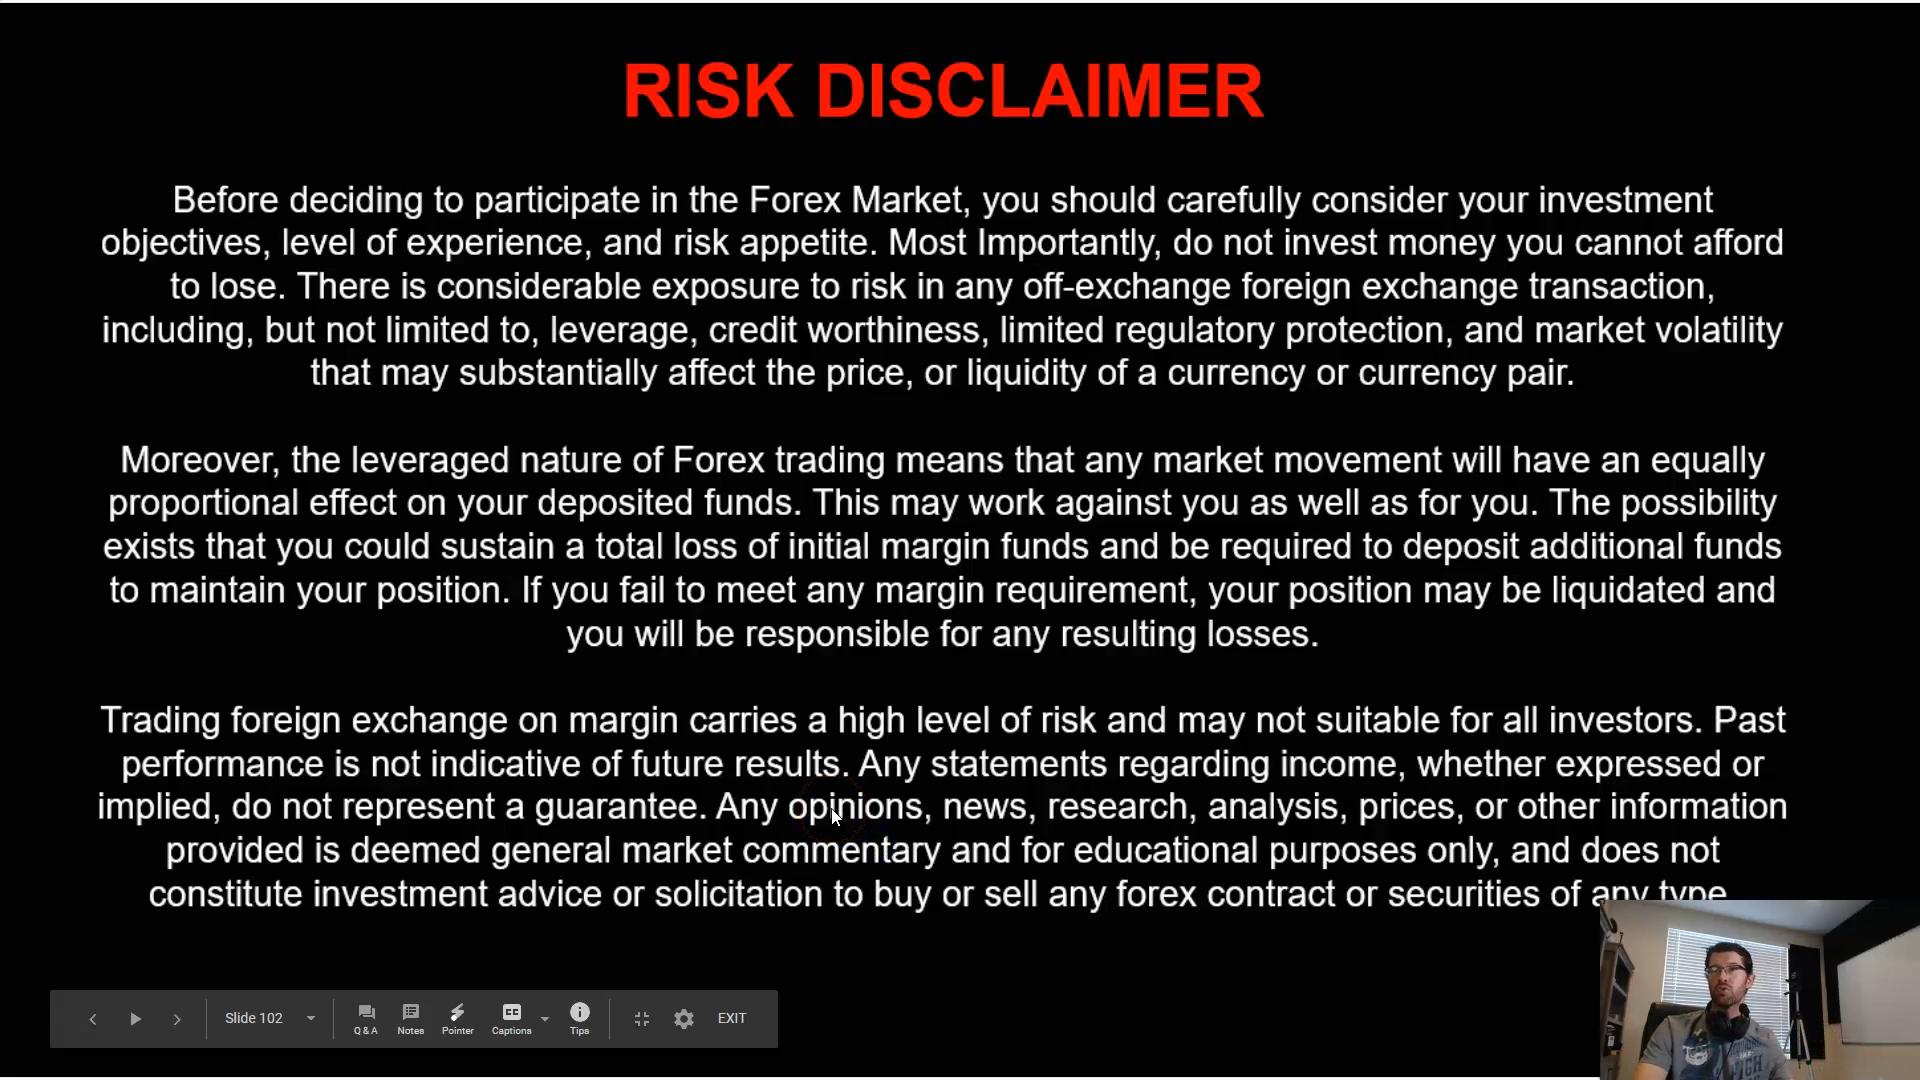 RISK DISCLAIMER
Before deciding to participate in the Forex Market, you should carefully consider your investment
objectives, level of experience, and risk appetite. Most Importantly, do not invest money you cannot afford
to lose. There is considerable exposure to risk in any off-exchange foreign exchange transaction,
including, but not limited to, leverage, credit worthiness, limited regulatory protection, and market volatility
that may substantially affect the price, or liquidity of a currency or currency pair.
Moreover, the leveraged nature of Forex trading means that any market movement will have an equally
proportional effect on your deposited funds. This may work against you as well as for you. The possibility
exists that you could sustain a total loss of initial margin funds and be required to deposit additional funds
to maintain your position. If you fail to meet any margin requirement, your position may be liquidated and
you will be responsible for any resulting losses.
Trading foreign exchange on margin carries a high level of risk and may not suitable for all investors. Past
performance is not indicative of future results. Any statements regarding income, whether expressed or
implied, do not represent a guarantee. Any opinions, news, research, analysis, prices, or other information
provided is deemed general market commentary and for educational purposes only, and does not
constitute investment advice or solicitation to buy or sell any forex contract or securities of any type
Slide 102
Q & A
Notes
Pointer
CC
Captions
Tips
EXIT